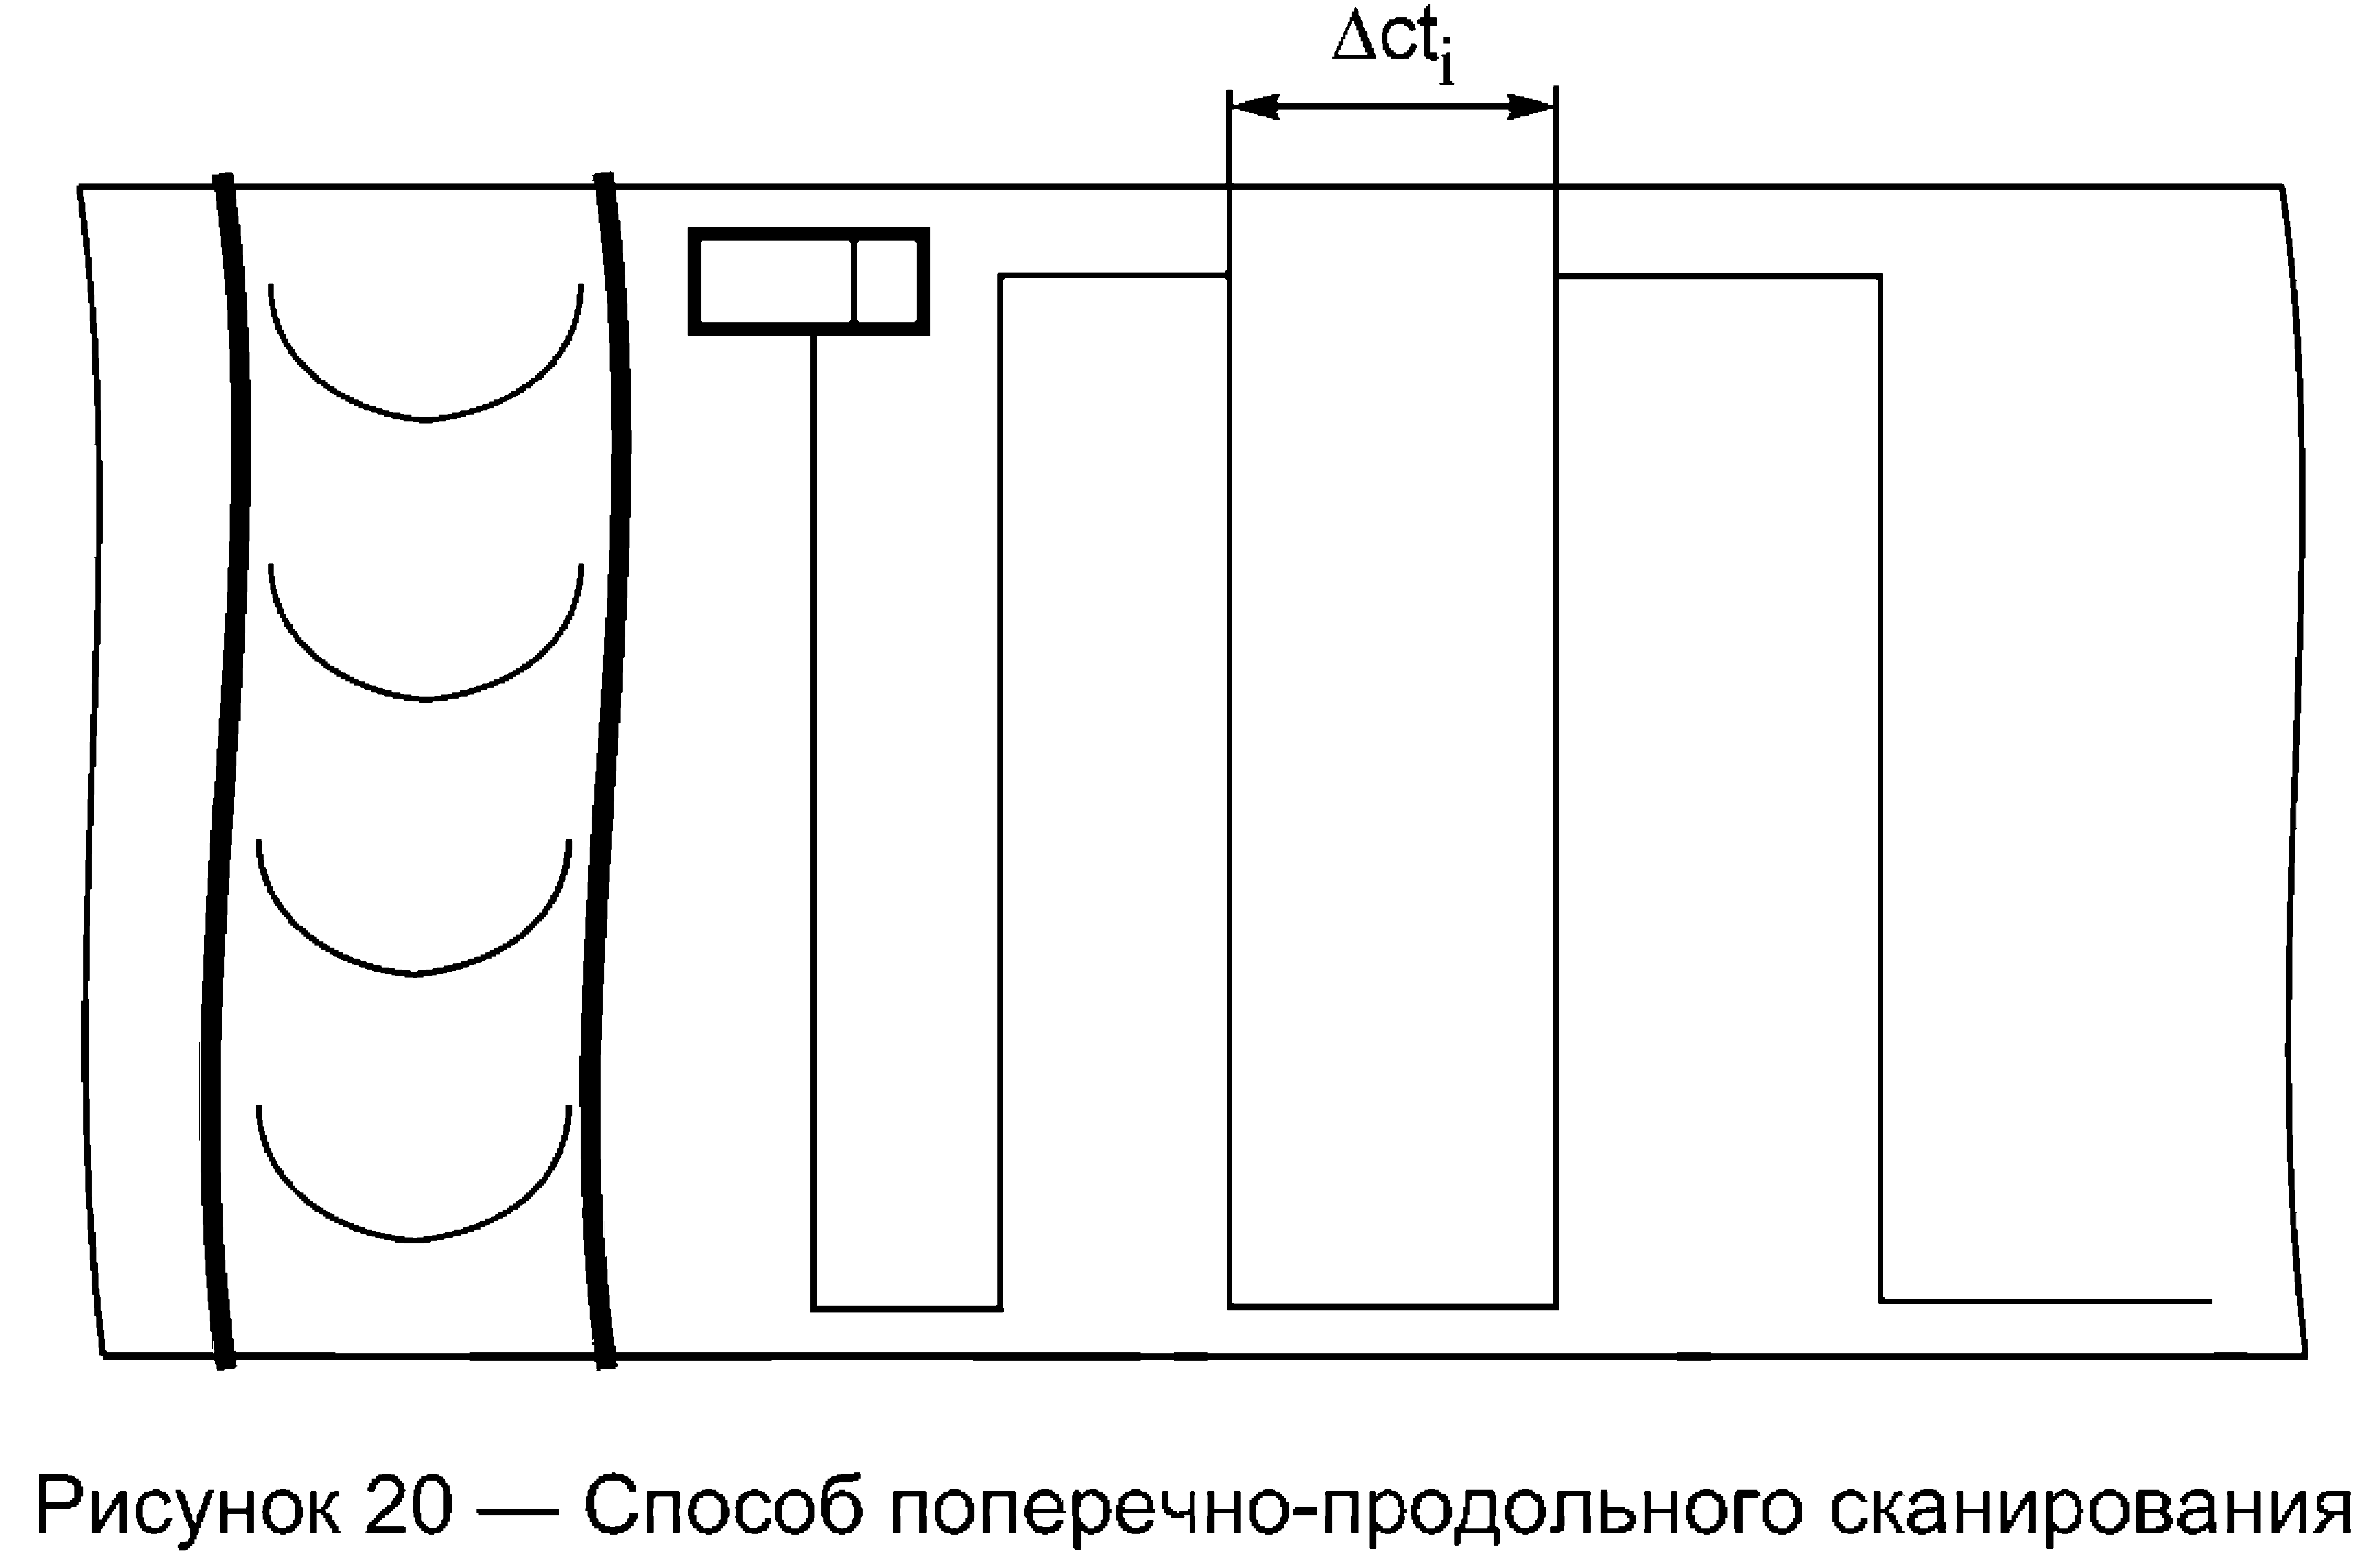 Δct_i
Рисунок 20 — Способ поперечно-продольного сканирования